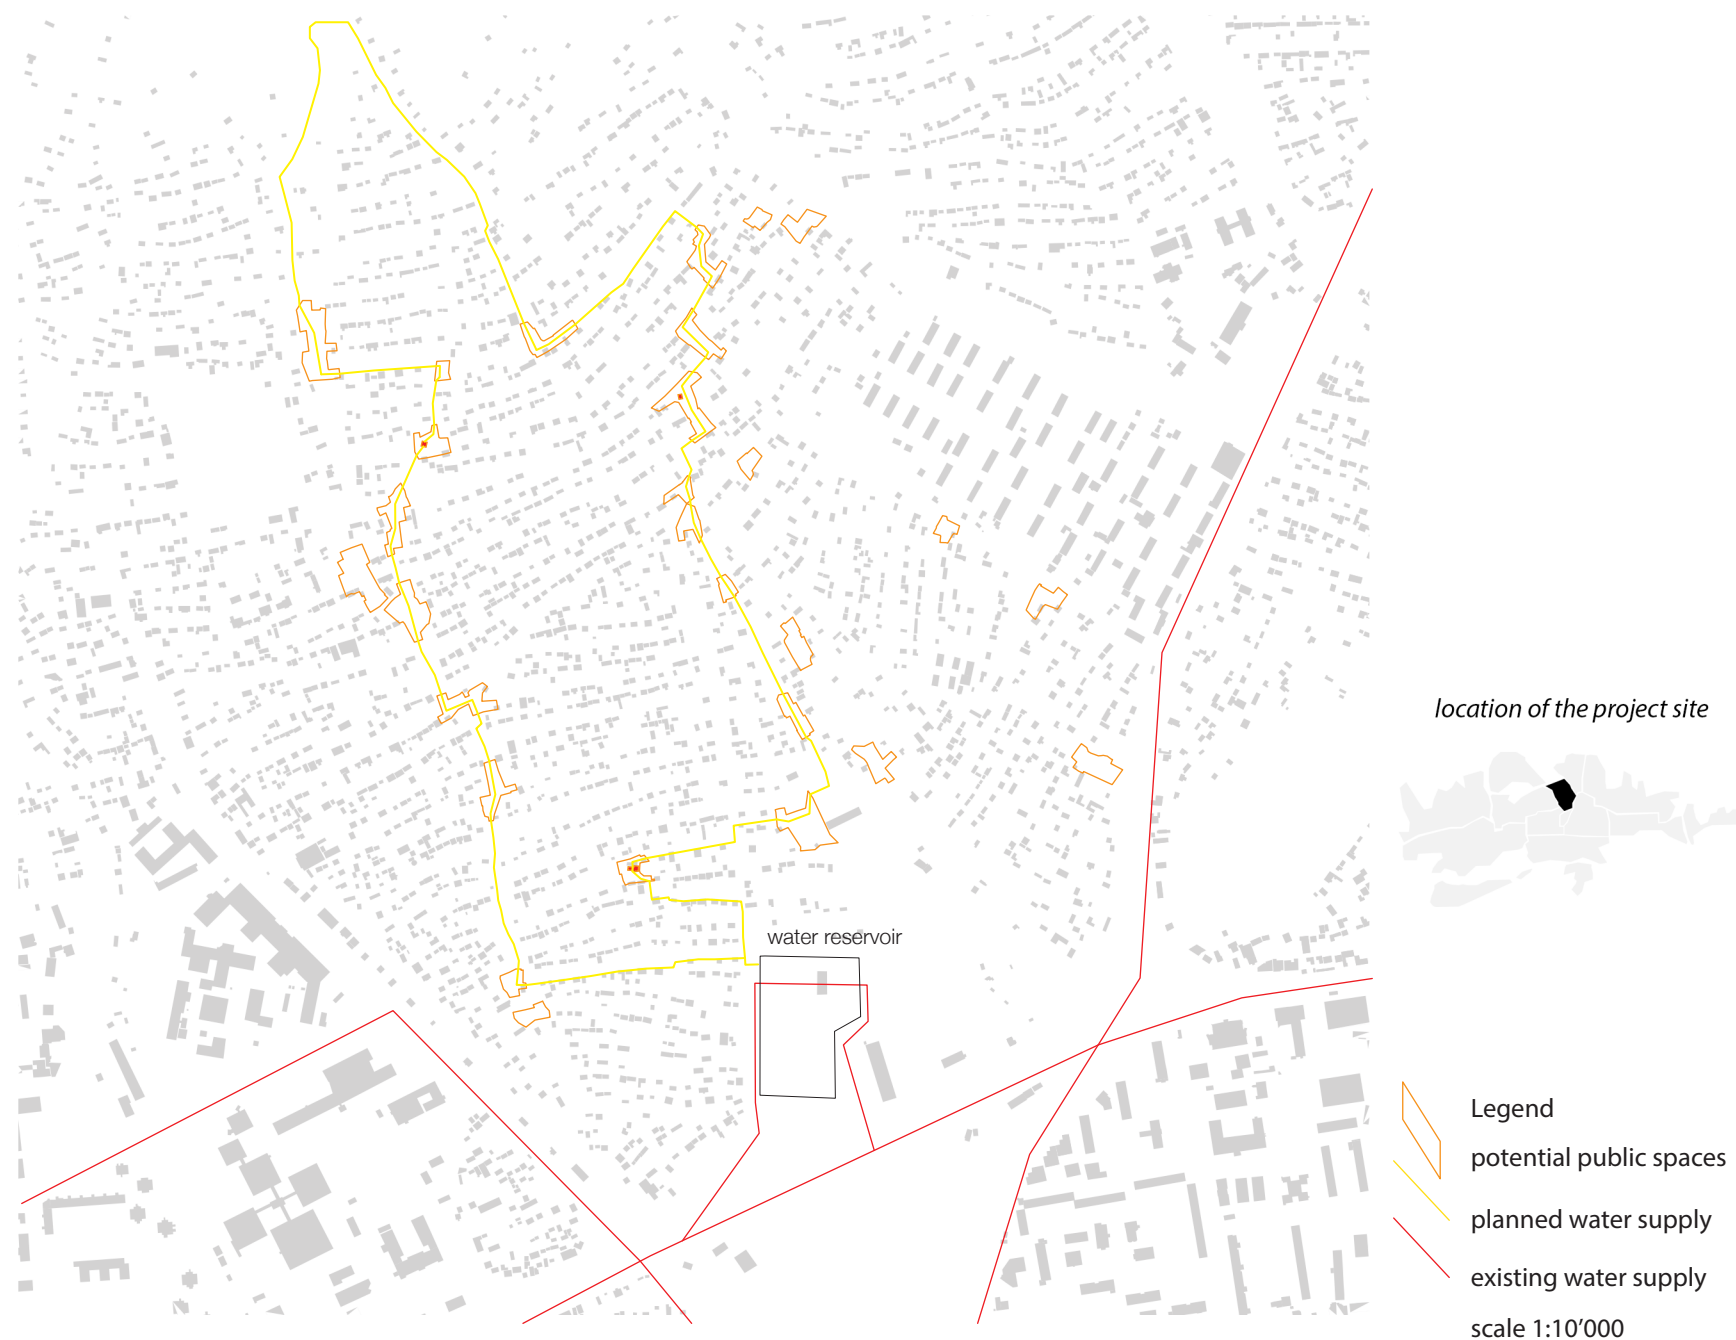 location of the project site
water reservoir
Legend
potential public spaces
planned water supply
existing water supply
scale 1:10’000